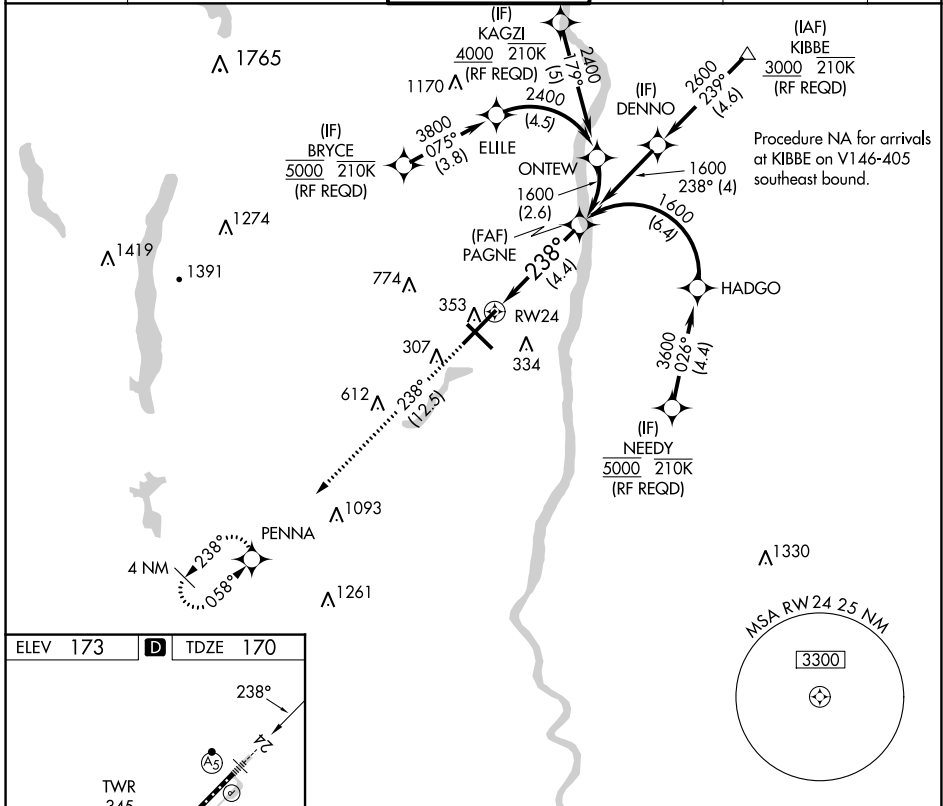 (IF)
KAGZI
4000 210K
(RF REQD)
2400
179°
(5)
(IAF)
KIBBE
3000 210K
(RF REQD)
2600
239°
(4.6)
1765
1170
(IF)
DENNO
2400
(4.5)
ELILE
3800
075°
(3.8)
(IF)
BRYCE
5000 210K
(RF REQD)
Procedure NA for arrivals
at KIBBE on V146-405
southeast bound.
ONTEW
1600
238° (4)
1600
(2.6)
1600
(6.4)
1274
(FAF)
PAGNE
1419
1391
238°
(4.4)
774
HADGO
353
RW24
307
334
3600
026°
(4.4)
612
238°
(12.5)
(IF)
NEEDY
5000 210K
(RF REQD)
1093
PENNA
238°
4 NM
058°
1330
1261
MSA RW24 25 NM
3300
ELEV 173 D TDZE 170
238°
24
A5
P
TWR
345